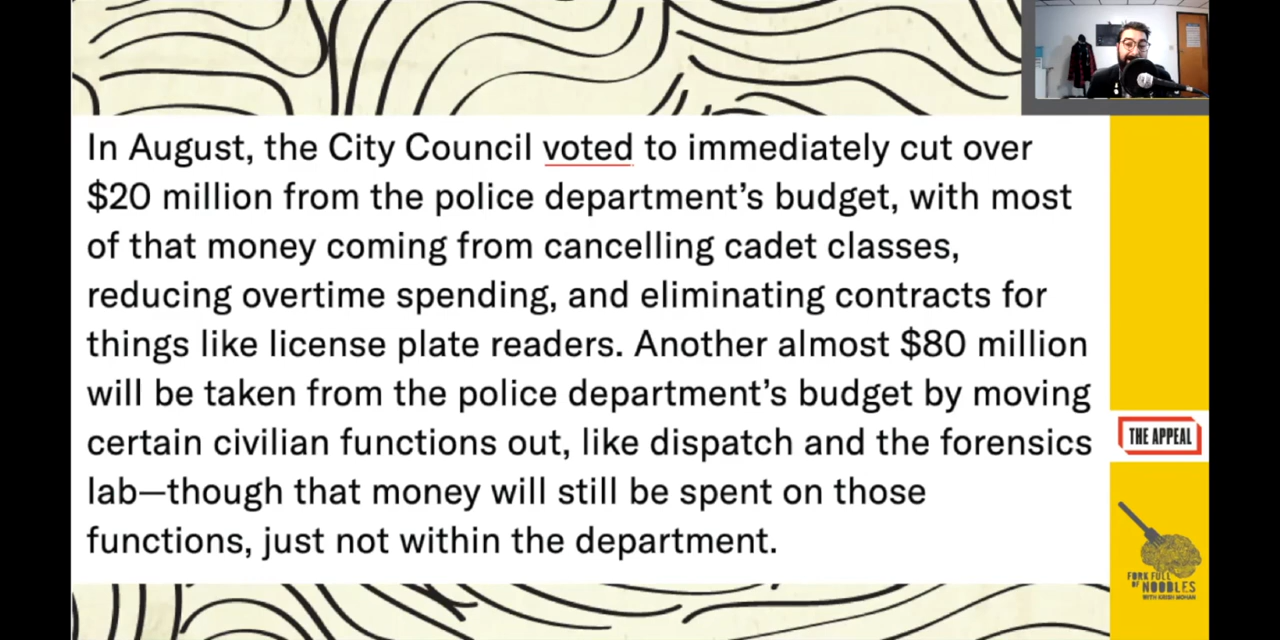 In August, the City Council voted to immediately cut over
$20 million from the police department’s budget, with most
of that money coming from cancelling cadet classes,
reducing overtime spending, and eliminating contracts for
things like license plate readers. Another almost $80 million
will be taken from the police department’s budget by moving
certain civilian functions out, like dispatch and the forensics
lab—though that money will still be spent on those
functions, just not within the department.
THE APPEAL
FORK FULL
OF NOODLES
WITH KRISH MOHAN